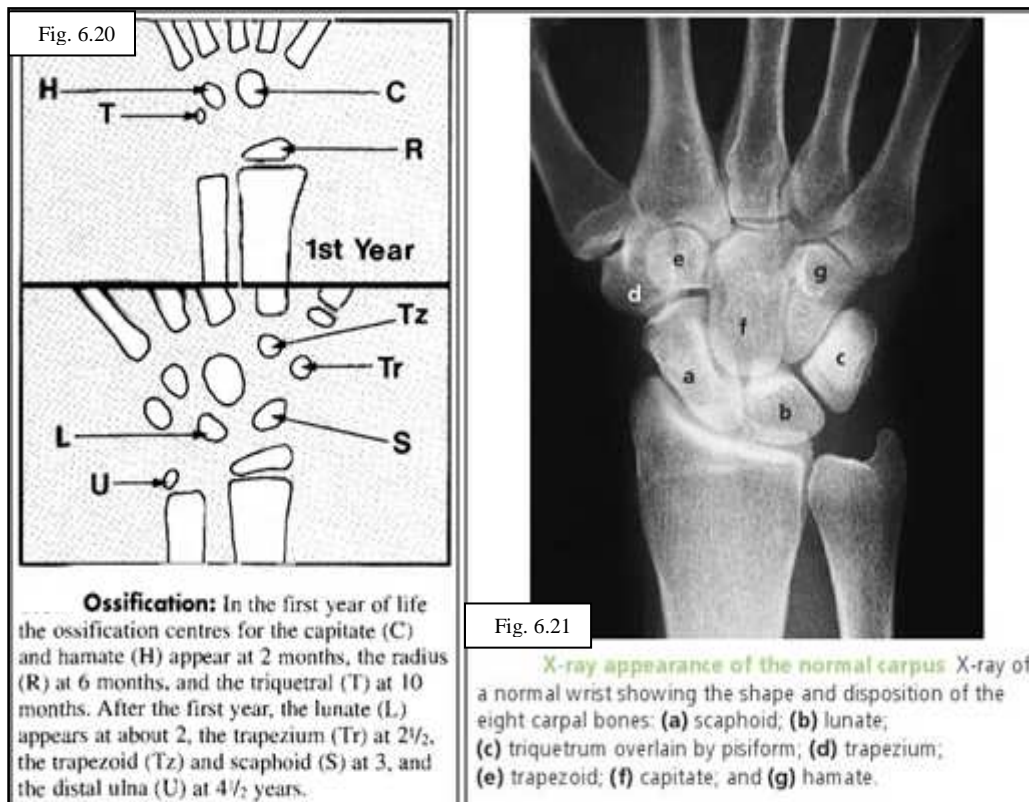 Fig. 6.20
H
C
T
R
1st Year
Tz
Tr
L
S
U
Ossification: In the first year of life
the ossification centres for the capitate (C)
and hamate (H) appear at 2 months, the radius
(R) at 6 months, and the triquetral (T) at 10
months. After the first year, the lunate (L)
appears at about 2, the trapezium (Tr) at 2½,
the trapezoid (Tz) and scaphoid (S) at 3, and
the distal ulna (U) at 4½ years.
e
g
d
f
c
a
b
Fig. 6.21
X-ray appearance of the normal carpus X-ray of
a normal wrist showing the shape and disposition of the
eight carpal bones: (a) scaphoid; (b) lunate;
(c) triquetrum overlain by pisiform; (d) trapezium;
(e) trapezoid; (f) capitate; and (g) hamate.